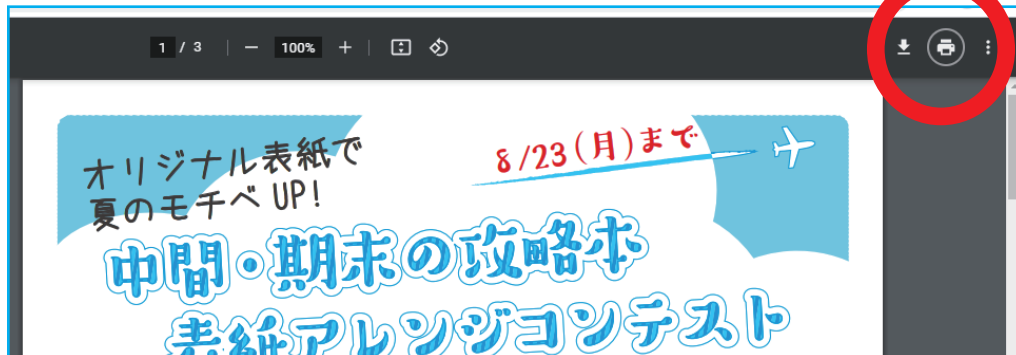 1 / 3 100%
オリジナル表紙で
夏のモチベUP!
8/23(月)まで
中間・期末の攻略本
表紙アレンジコンテスト